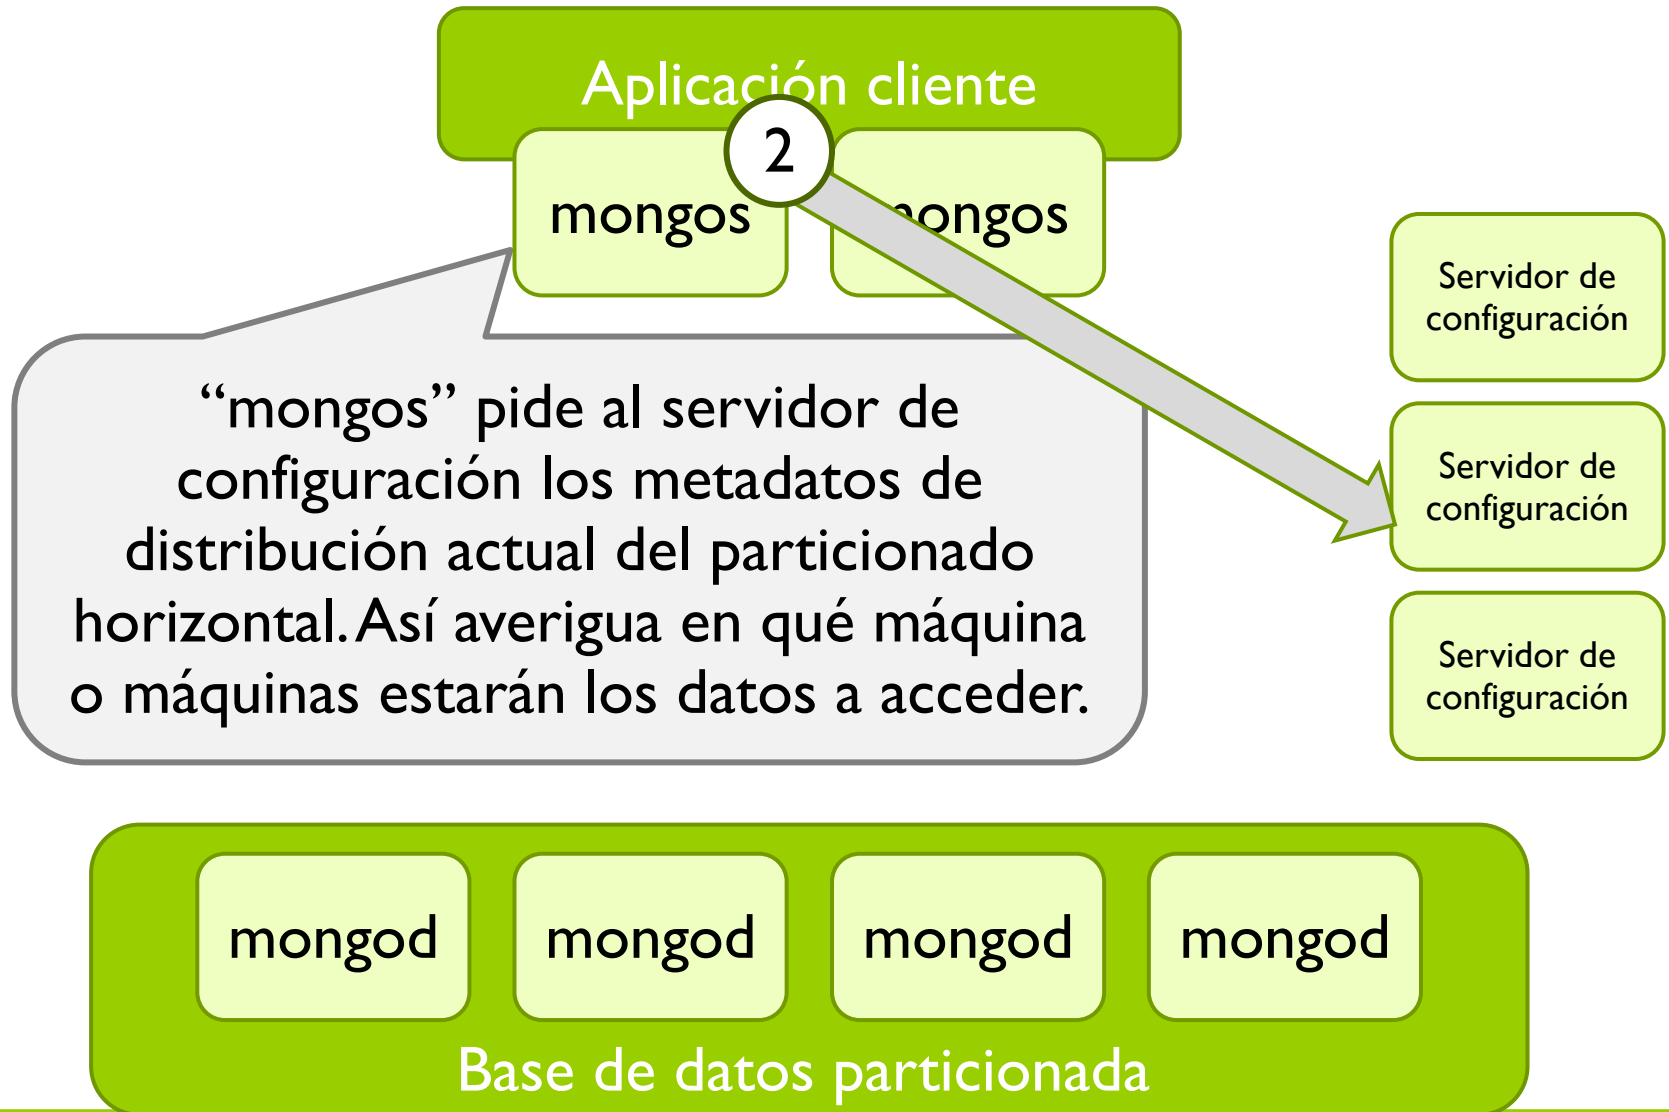 Aplicación cliente
2
mongos
mongos
Servidor de
configuración
Servidor de
configuración
Servidor de
configuración
“mongos” pide al servidor de
configuración los metadatos de
distribución actual del particionado
horizontal. Así averigua en qué máquina
o máquinas estarán los datos a acceder.
mongod
mongod
mongod
mongod
Base de datos particionada